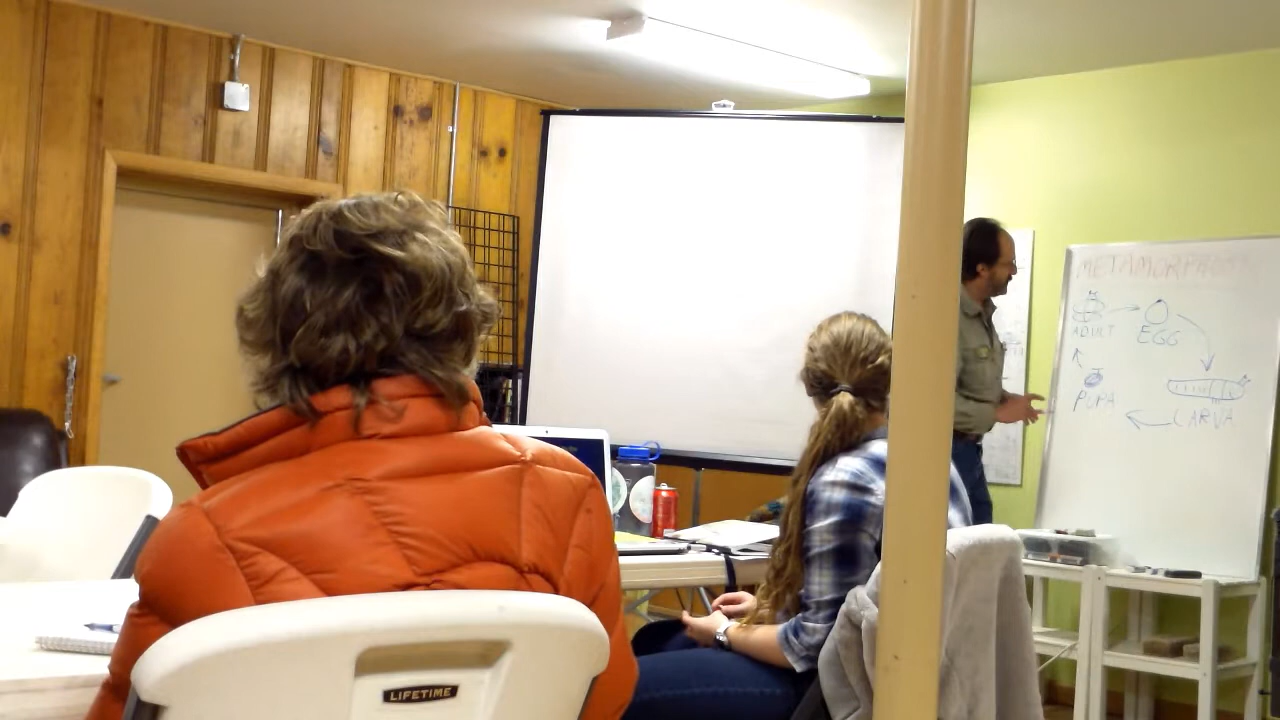 METAMORPHOSIS
ADULT
EGG
PUPA
LARVA
LIFETIME